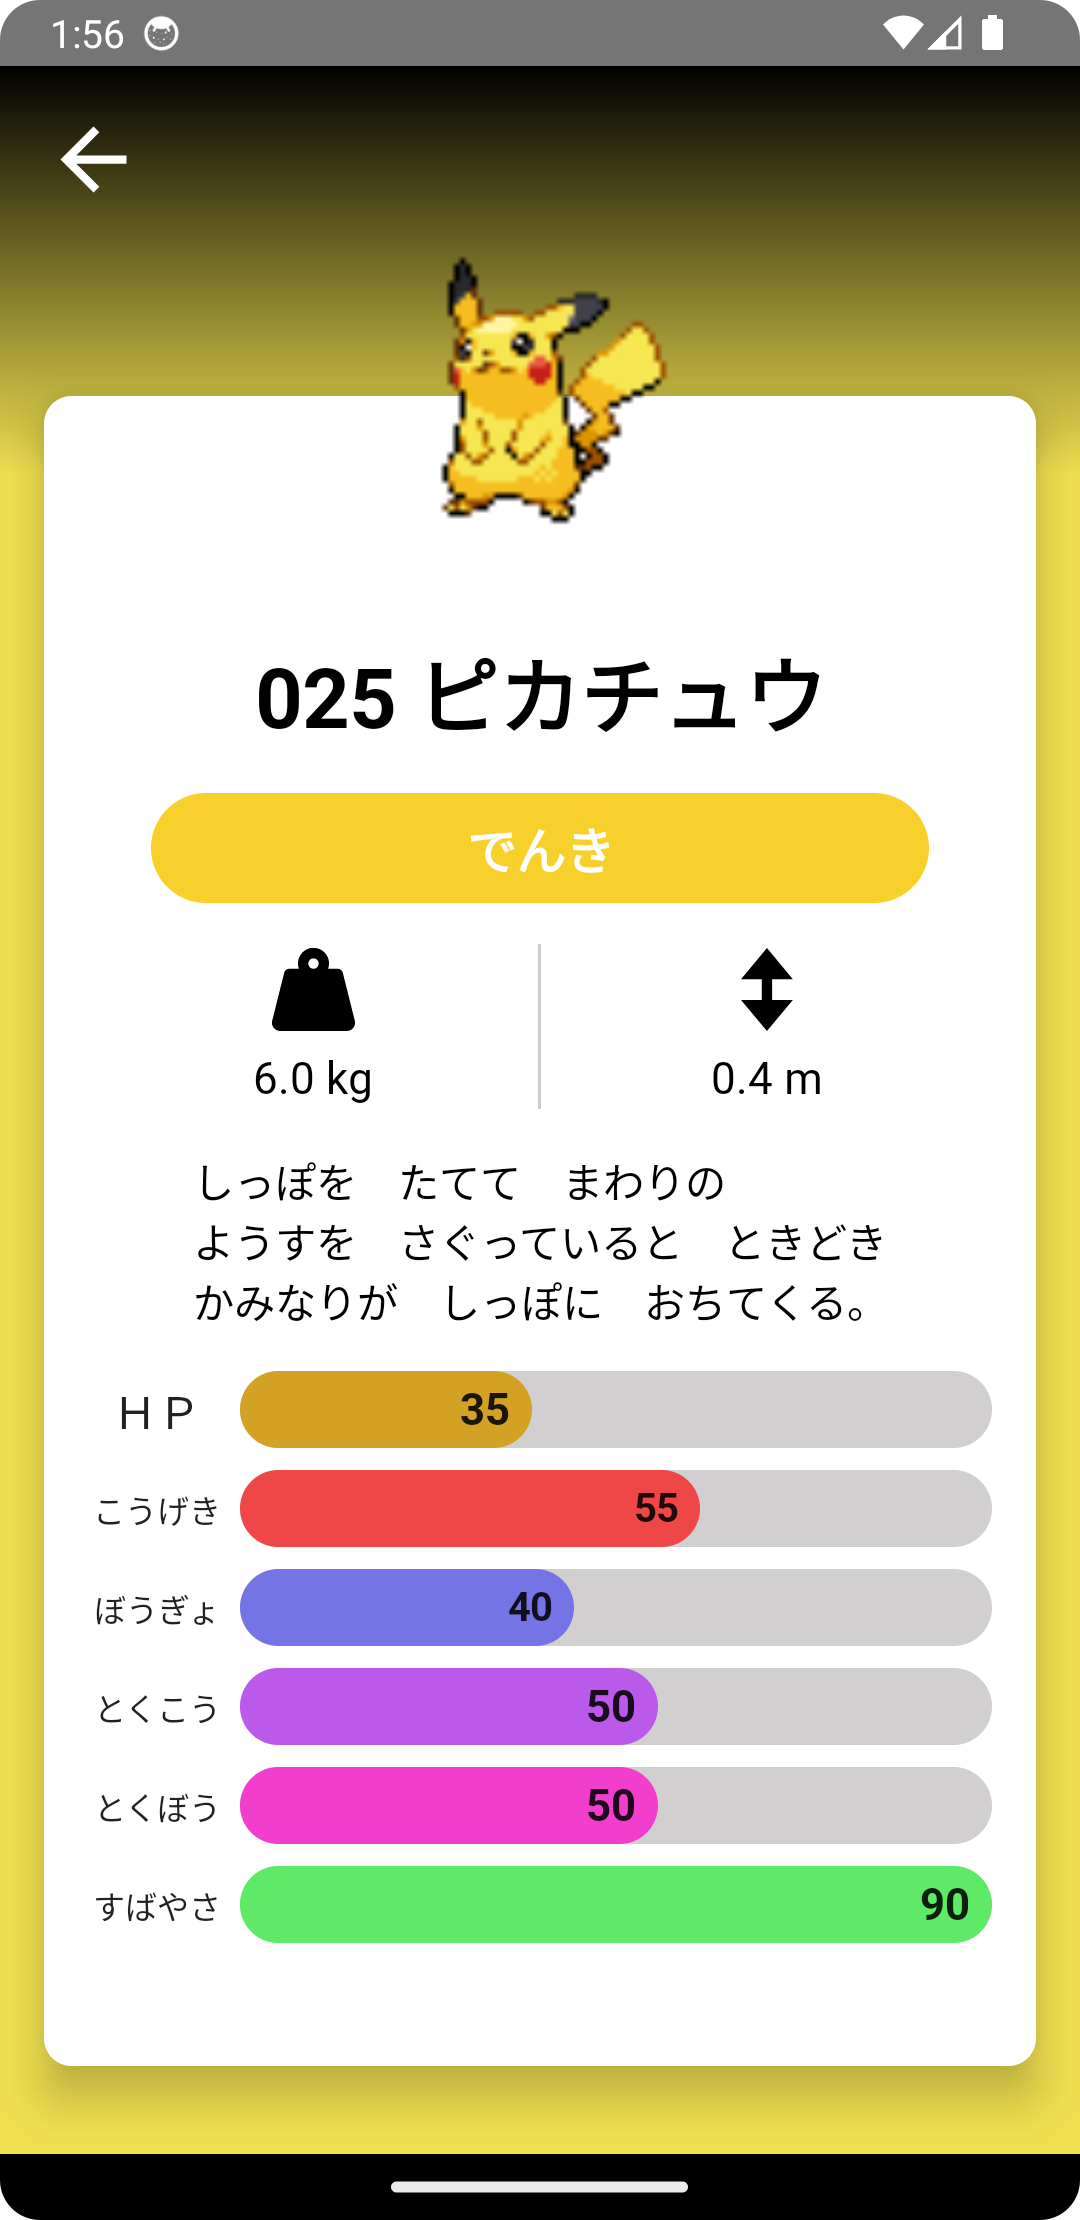 1:56
025 ピカチュウ
でんき
6.0 kg
0.4 m
しっぽを　たてて　まわりの
ようすを　さぐっていると　ときどき
かみなりが　しっぽに　おちてくる。
ＨＰ
35
こうげき
55
ぼうぎょ
40
とくこう
50
とくぼう
50
すばやさ
90